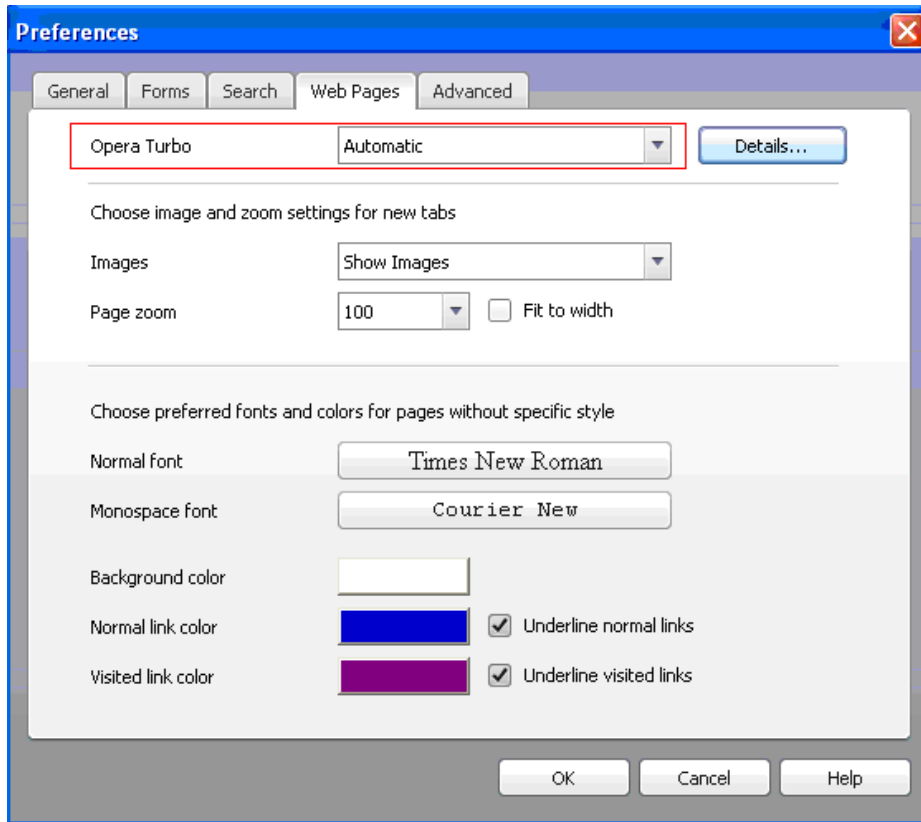 Preferences
General Forms Search Web Pages Advanced
Opera Turbo Automatic Details...
Choose image and zoom settings for new tabs
Images Show Images
Page zoom 100 Fit to width
Choose preferred fonts and colors for pages without specific style
Normal font Times New Roman
Monospace font Courier New
Background color
Normal link color Underline normal links
Visited link color Underline visited links
OK Cancel Help